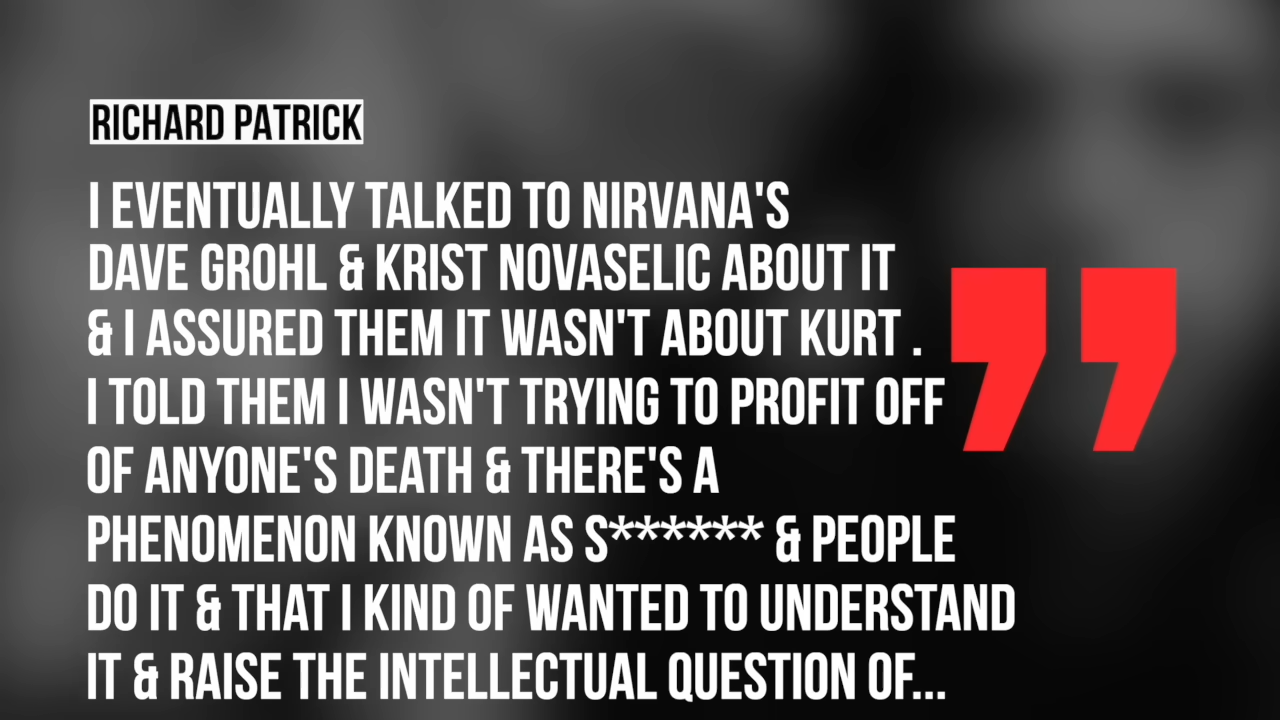 RICHARD PATRICK
I EVENTUALLY TALKED TO NIRVANA'S
DAVE GROHL & KRIST NOVASELIC ABOUT IT
& I ASSURED THEM IT WASN'T ABOUT KURT .
I TOLD THEM I WASN'T TRYING TO PROFIT OFF
OF ANYONE'S DEATH & THERE'S A
PHENOMENON KNOWN AS S****** & PEOPLE
DO IT & THAT I KIND OF WANTED TO UNDERSTAND
IT & RAISE THE INTELLECTUAL QUESTION OF...
”